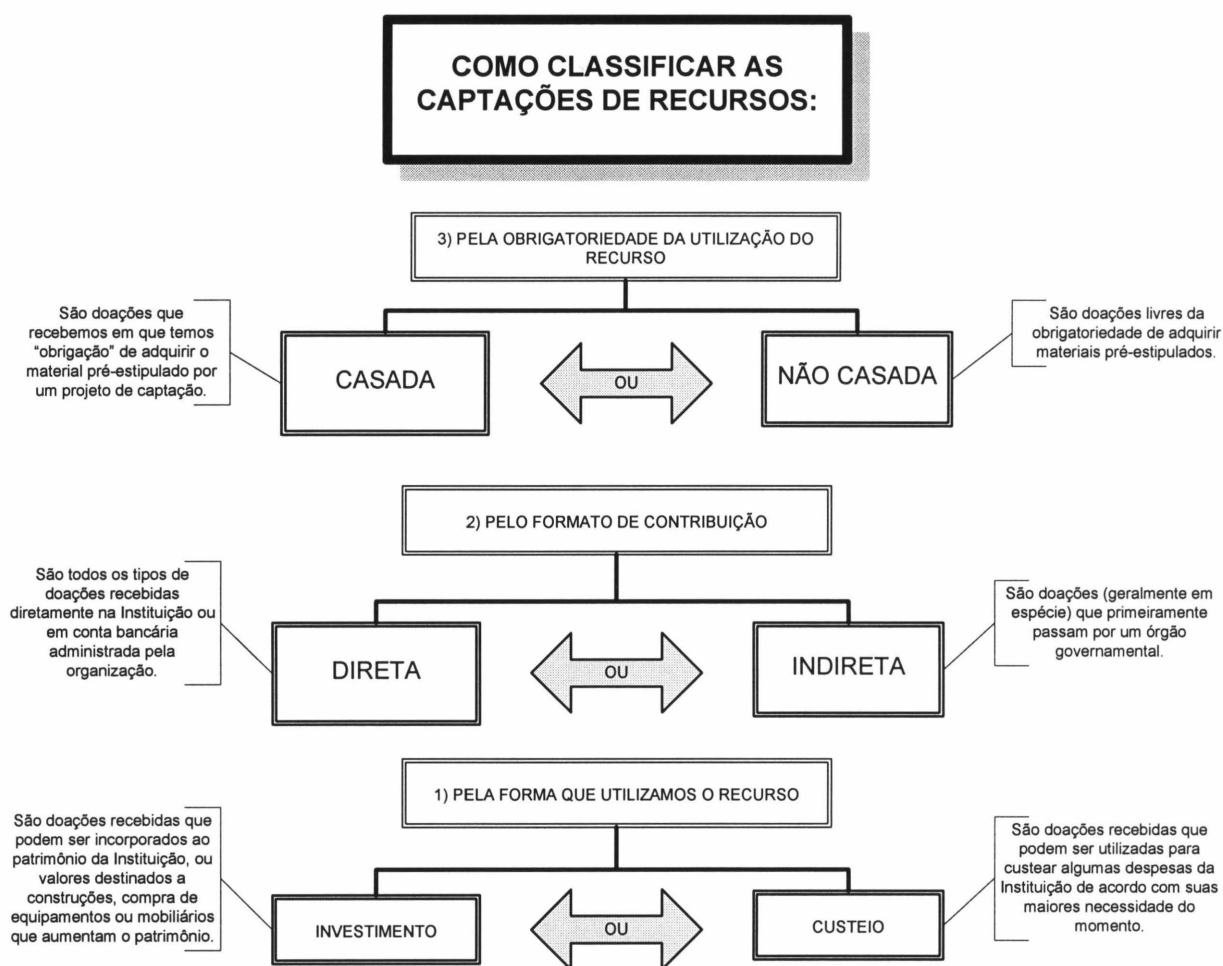 COMO CLASSIFICAR AS
CAPTAÇÕES DE RECURSOS:
3) PELA OBRIGATORIEDADE DA UTILIZAÇÃO DO
RECURSO
São doações que
recebemos em que temos
“obrigação” de adquirir o
material pré-estipulado por
um projeto de captação.
CASADA
OU
NÃO CASADA
São doações livres da
obrigatoriedade de adquirir
materiais pré-estipulados.
2) PELO FORMATO DE CONTRIBUIÇÃO
São todos os tipos de
doações recebidas
diretamente na Instituição ou
em conta bancária
administrada pela
organização.
DIRETA
OU
INDIRETA
São doações (geralmente em
espécie) que primeiramente
passam por um órgão
governamental.
1) PELA FORMA QUE UTILIZAMOS O RECURSO
São doações recebidas que
podem ser incorporados ao
patrimônio da Instituição, ou
valores destinados a
construções, compra de
equipamentos ou mobiliários
que aumentam o patrimônio.
INVESTIMENTO
OU
CUSTEIO
São doações recebidas que
podem ser utilizadas para
custear algumas despesas da
Instituição de acordo com suas
maiores necessidade do
momento.